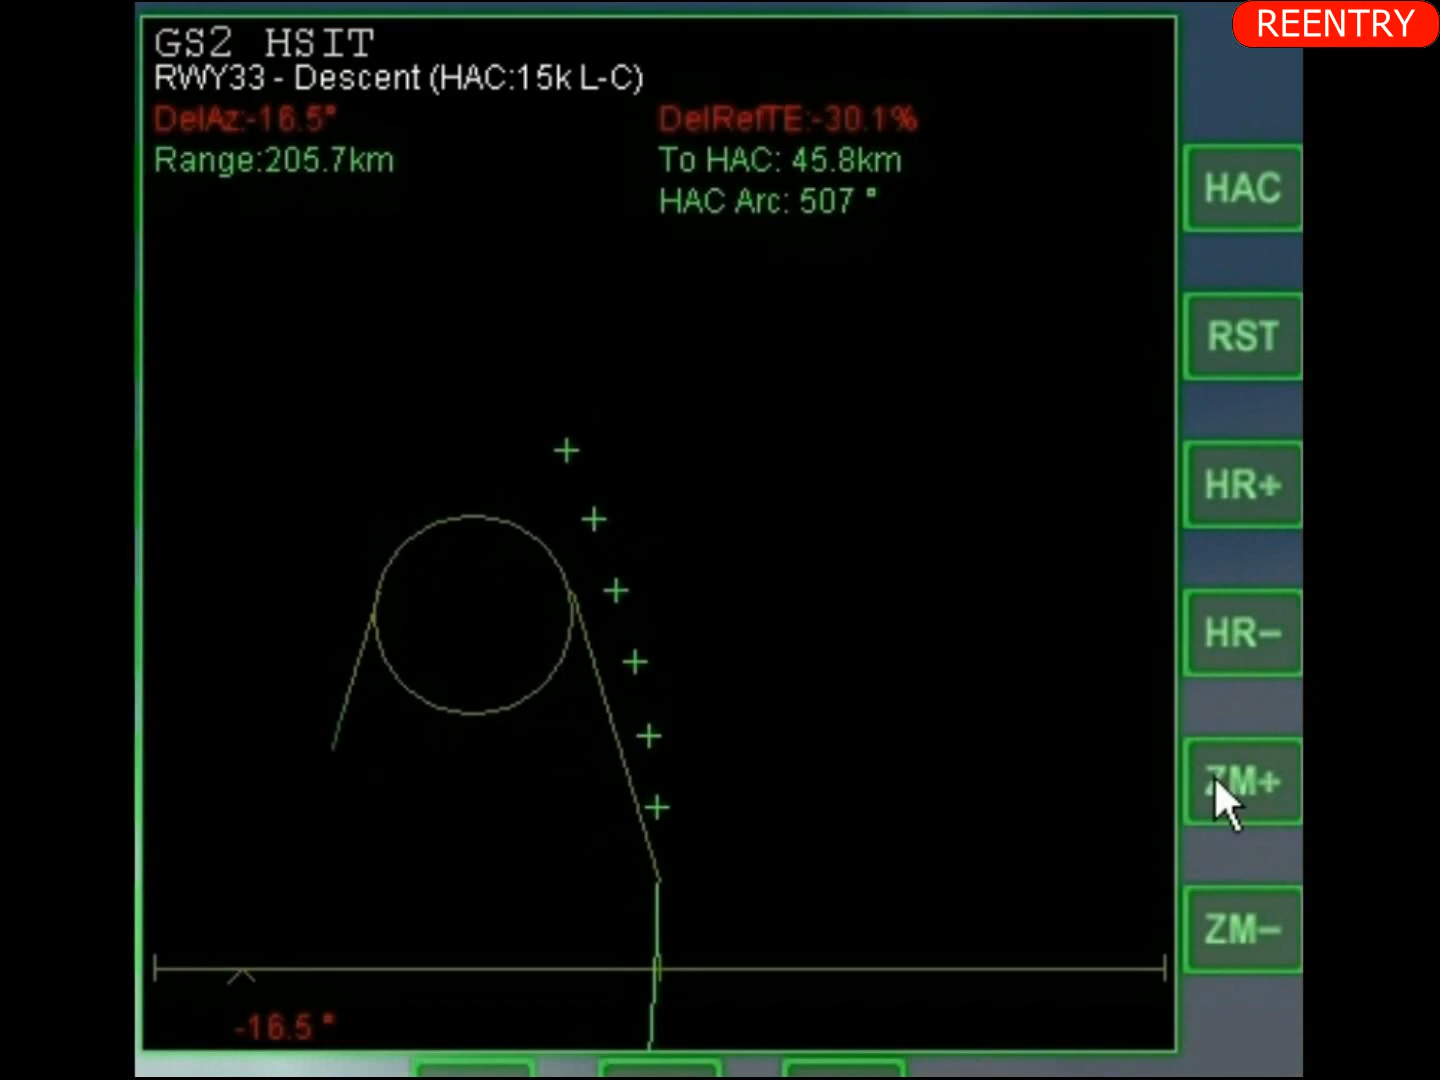 REENTRY
GS2 HSIT
RWY33 - Descent (HAC:15k L-C)
DelAz:-16.5°
DelRefTE:-30.1%
Range:205.7km
To HAC: 45.8km
HAC Arc: 507 °
HAC
RST
HR+
HR−
ZM+
ZM−
-16.5 °